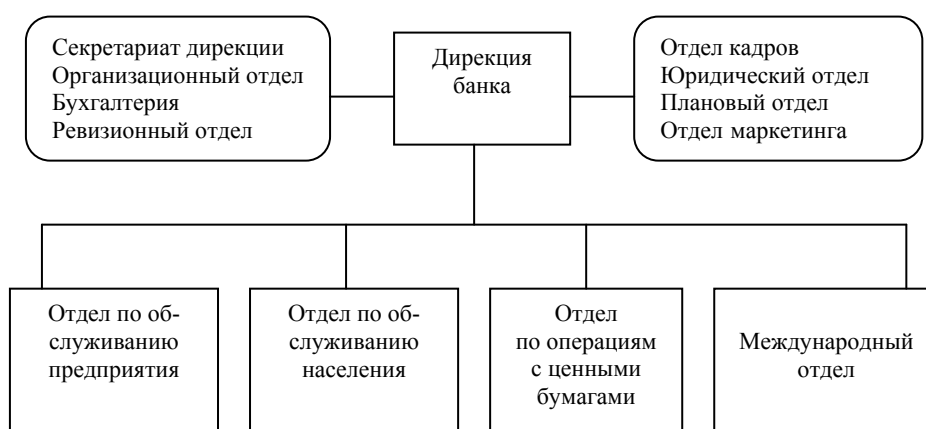 Секретариат дирекции
Организационный отдел
Бухгалтерия
Ревизионный отдел
Дирекция
банка
Отдел кадров
Юридический отдел
Плановый отдел
Отдел маркетинга
Отдел по об-
служиванию
предприятия
Отдел по об-
служиванию
населения
Отдел
по операциям
с ценными
бумагами
Международный
отдел